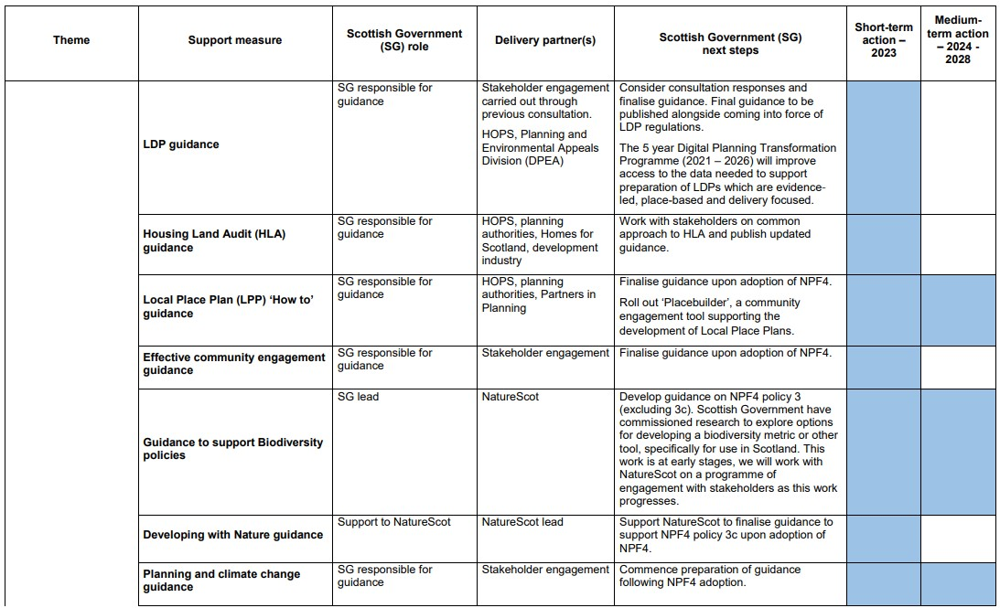 Theme
Support measure
Scottish Government
(SG) role
Delivery partner(s)
Scottish Government (SG)
next steps
Short-term
action –
2023
Medium-
term action
– 2024 -
2028
LDP guidance
SG responsible for
guidance
Stakeholder engagement
carried out through
previous consultation.
HOPS, Planning and
Environmental Appeals
Division (DPEA)
Consider consultation responses and
finalise guidance. Final guidance to be
published alongside coming into force of
LDP regulations.
The 5 year Digital Planning Transformation
Programme (2021 – 2026) will improve
access to the data needed to support
preparation of LDPs which are evidence-
led, place-based and delivery focused.
Housing Land Audit (HLA)
guidance
SG responsible for
guidance
HOPS, planning
authorities, Homes for
Scotland, development
industry
Work with stakeholders on common
approach to HLA and publish updated
guidance.
Local Place Plan (LPP) ‘How to’
guidance
SG responsible for
guidance
HOPS, planning
authorities, Partners in
Planning
Finalise guidance upon adoption of NPF4.
Roll out ‘Placebuilder’, a community
engagement tool supporting the
development of Local Place Plans.
Effective community engagement
guidance
SG responsible for
guidance
Stakeholder engagement
Finalise guidance upon adoption of NPF4.
Guidance to support Biodiversity
policies
SG lead
NatureScot
Develop guidance on NPF4 policy 3
(excluding 3c). Scottish Government have
commissioned research to explore options
for developing a biodiversity metric or other
tool, specifically for use in Scotland. This
work is at early stages, we will work with
NatureScot on a programme of
engagement with stakeholders as this work
progresses.
Developing with Nature guidance
Support to NatureScot
NatureScot lead
Support NatureScot to finalise guidance to
support NPF4 policy 3c upon adoption of
NPF4.
Planning and climate change
guidance
SG responsible for
guidance
Stakeholder engagement
Commence preparation of guidance
following NPF4 adoption.